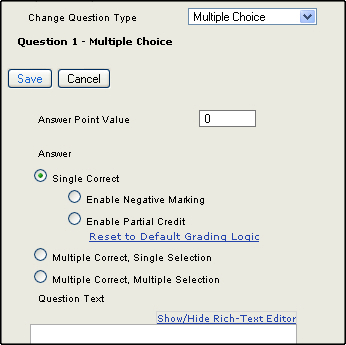 Change Question Type Multiple Choice
Question 1 - Multiple Choice
Save Cancel
Answer Point Value 0
Answer
Single Correct
Enable Negative Marking
Enable Partial Credit
Reset to Default Grading Logic
Multiple Correct, Single Selection
Multiple Correct, Multiple Selection
Question Text
Show/Hide Rich-Text Editor